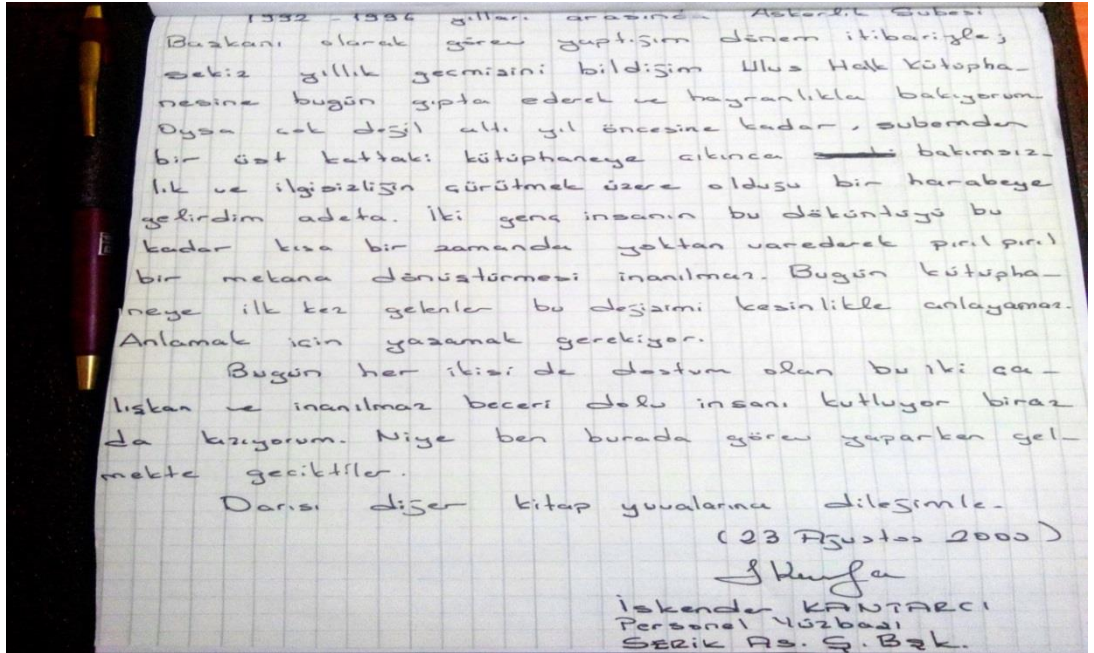 1992 - 1996 yılları arasında Askerlik Şubesi
Başkanı olarak görev yaptığım dönem itibariyle;
sekiz yıllık geçmişini bildiğim Ulus Halk Kütüpha-
nesine bugün gıpta ederek ve hayranlıkla bakıyorum
Oysa çok değil altı yıl öncesine kadar, şubemden
bir üst kattaki kütüphaneye çıkınca bakımsız-
lık ve ilgisizliğin çürütmek üzere olduğu bir harabeye
gelirdim adeta. İki genç insanın bu döküntüyü bu
kadar kısa bir zamanda yoktan varederek pırıl pırıl
bir mekana dönüştürmesi inanılmaz. Bugün kütüpha-
neye ilk kez gelenler bu değişimi kesinlikle anlayamaz.
Anlamak için yaşamak gerekiyor.
Bugün her ikisi de dostum olan bu iki ça-
lışkan ve inanılmaz beceri dolu insanı kutluyor biraz
da kızıyorum. Niye ben burada görev yaparken gel-
mekte geciktiler.
Darısı diğer kitap yuvalarına dileğimle.
(23 Ağustos 2000)
İskender KANTARCI
Personel Yüzbaşı
SERİK As. Ş. Bşk.